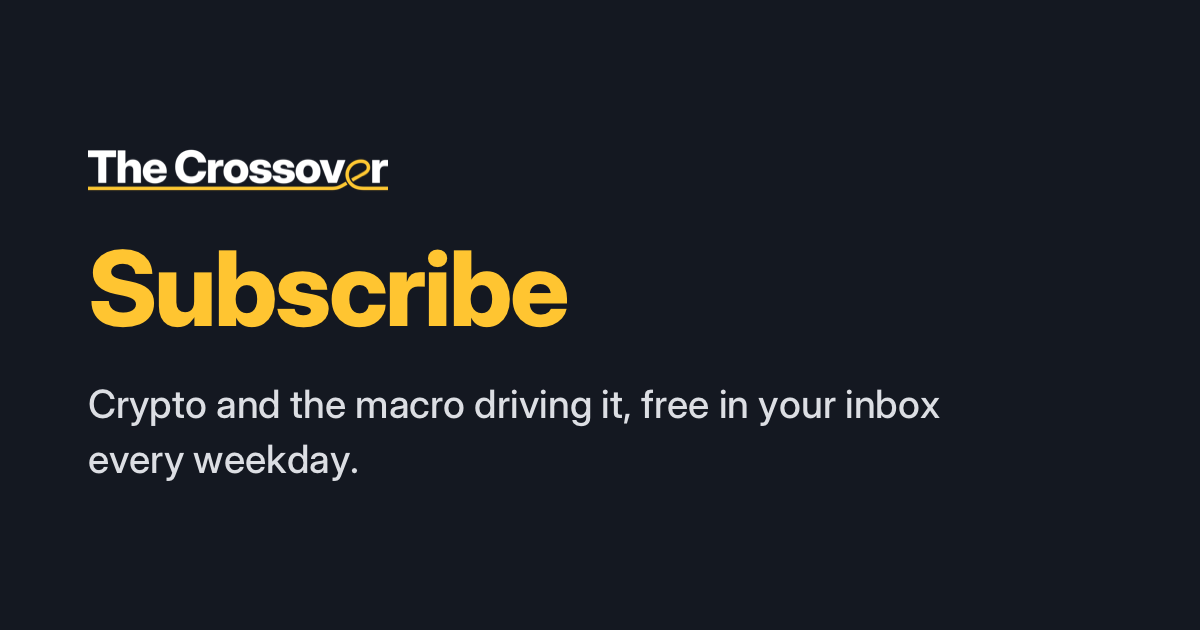 The Crossover
Subscribe
Crypto and the macro driving it, free in your inbox
every weekday.